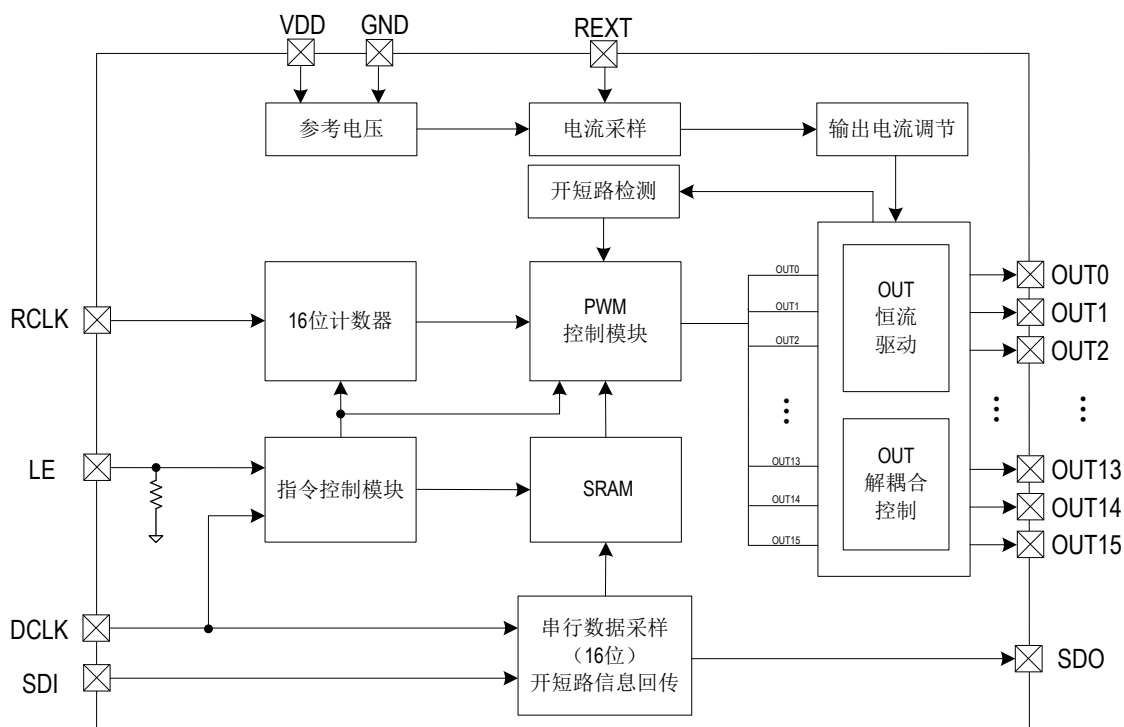 VDD
GND
REXT
参考电压
电流采样
输出电流调节
开短路检测
RCLK
16位计数器
PWM
控制模块
OUT0
OUT1
OUT2
OUT13
OUT14
OUT15
OUT
恒流
驱动
OUT
解耦合
控制
OUT0
OUT1
OUT2
OUT13
OUT14
OUT15
LE
指令控制模块
SRAM
DCLK
SDI
串行数据采样
（16位）
开短路信息回传
SDO